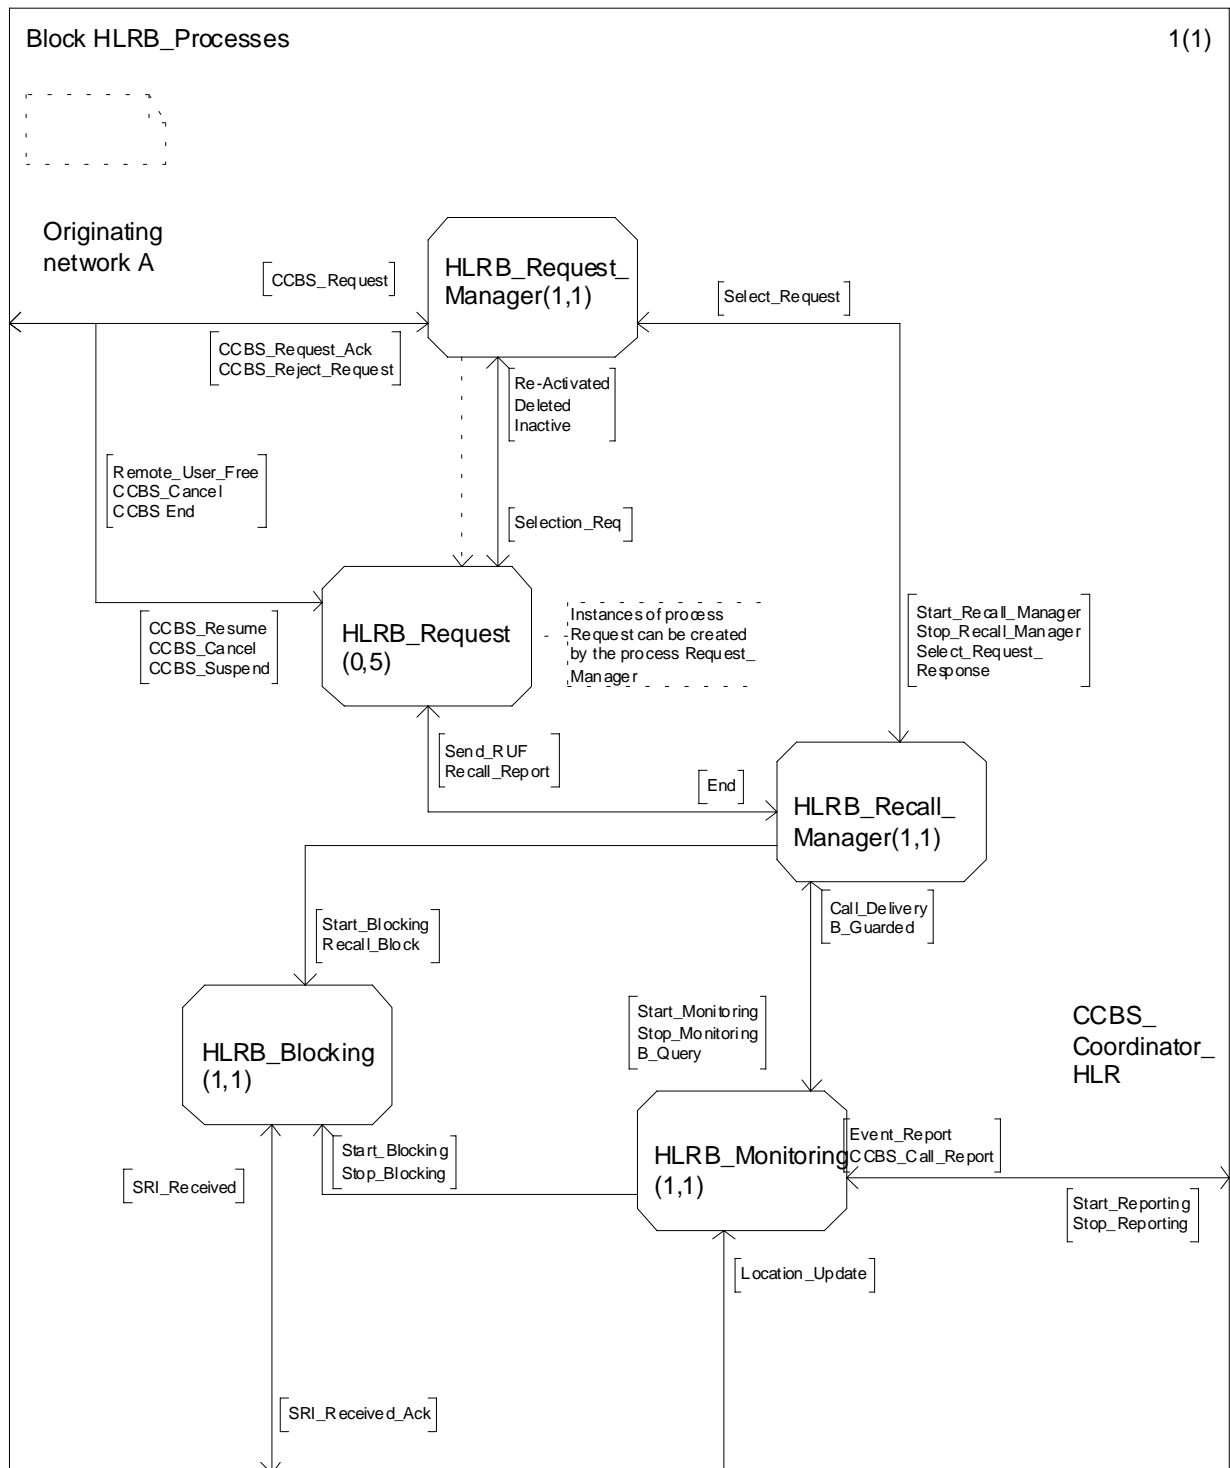 Block HLRB_Processes
1(1)
Originating
network A
CCBS_Request
HLRB_Request_
Manager(1,1)
Select_Request
CCBS_Request_Ack
CCBS_Reject_Request
Re-Activated
Deleted
Inactive
Remote_User_Free
CCBS_Cancel
CCBS End
Selection_Req
HLRB_Request
(0,5)
Instances of process
Request can be created
by the process Request_
Manager
CCBS_Resume
CCBS_Cancel
CCBS_Suspend
Start_Recall_Manager
Stop_Recall_Manager
Select_Request_
Response
Send_RUF
Recall_Report
End
HLRB_Recall_
Manager(1,1)
Start_Blocking
Recall_Block
Call_Delivery
B_Guarded
Start_Monitoring
Stop_Monitoring
B_Query
CCBS_
Coordinator_
HLR
HLRB_Blocking
(1,1)
Start_Blocking
Stop_Blocking
HLRB_Monitoring
(1,1)
Event_Report
CCBS_Call_Report
SRI_Received
Start_Reporting
Stop_Reporting
Location_Update
SRI_Received_Ack